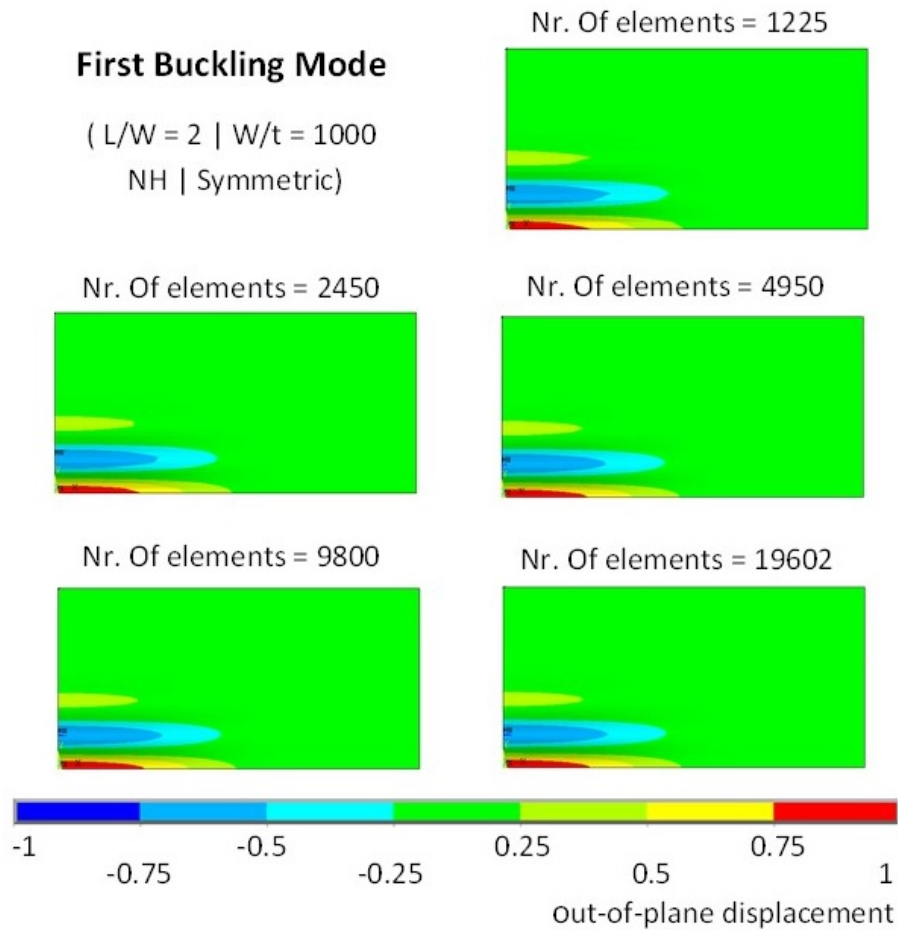 Nr. Of elements = 1225
First Buckling Mode
( L/W = 2 | W/t = 1000
NH | Symmetric)
Nr. Of elements = 2450
Nr. Of elements = 4950
Nr. Of elements = 9800
Nr. Of elements = 19602
-1
-0.75
-0.5
-0.25
0.25
0.5
0.75
1
out-of-plane displacement